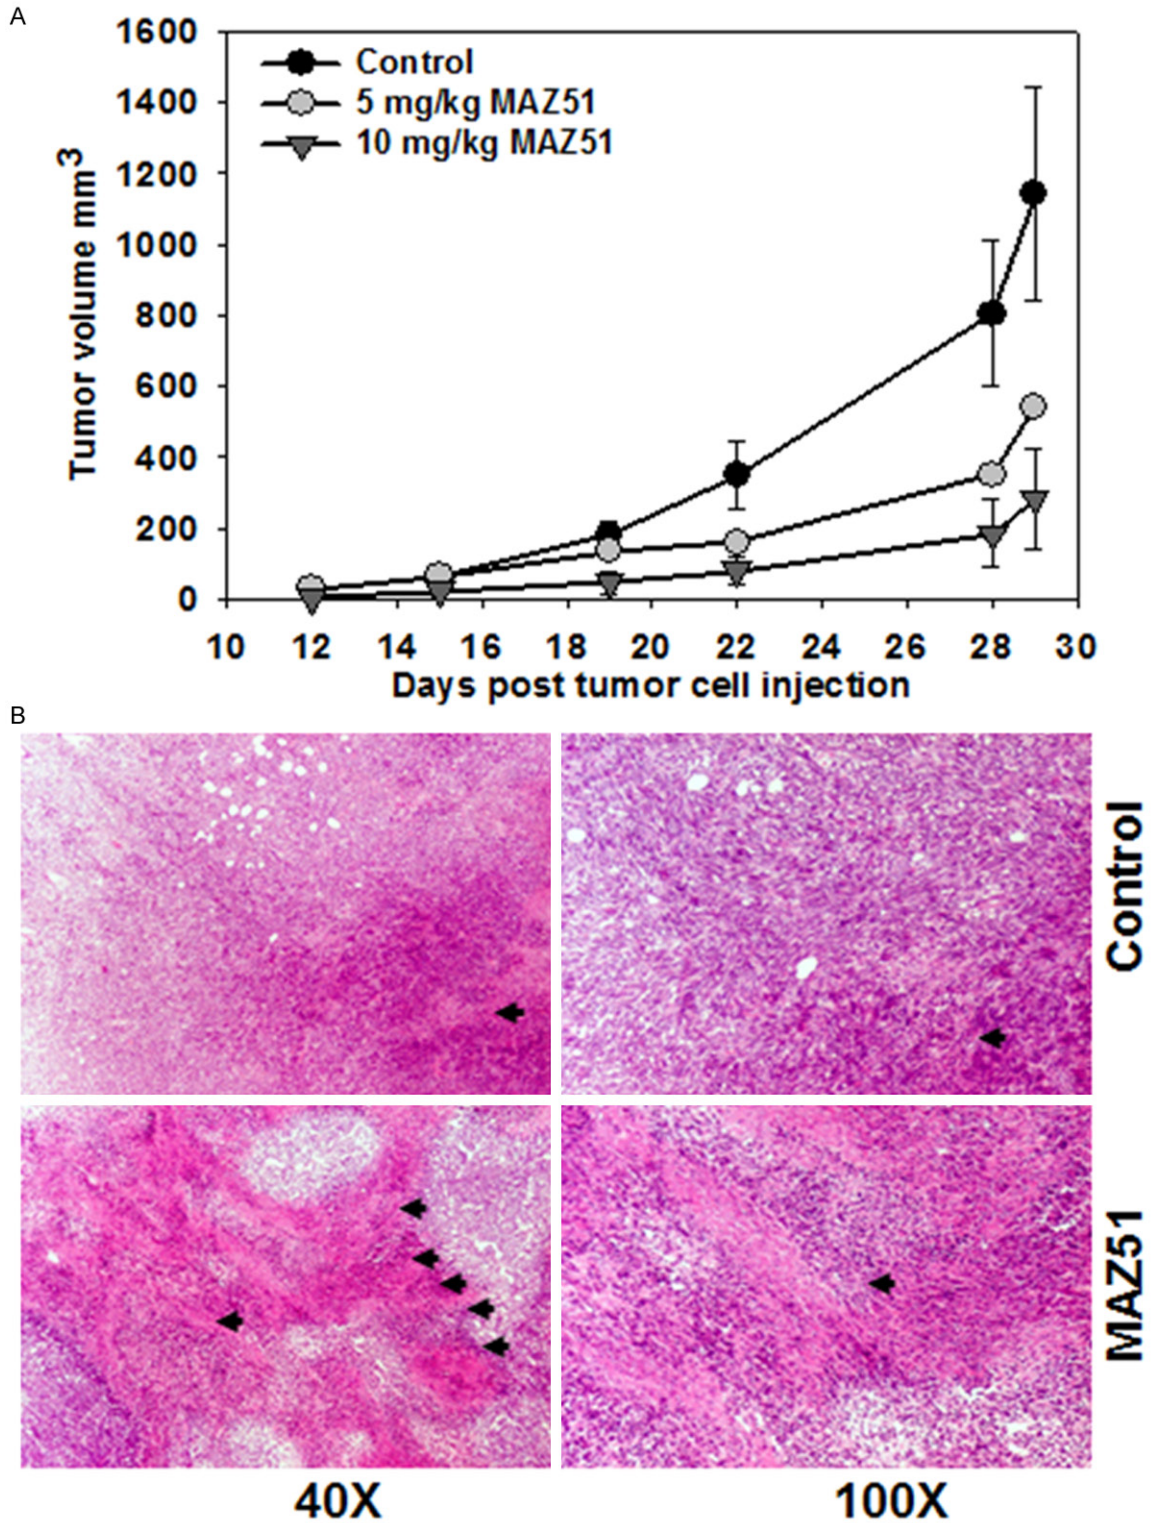 A
1600
1400
1200
1000
800
600
400
200
0
Tumor volume mm³
Control
5 mg/kg MAZ51
10 mg/kg MAZ51
10 12 14 16 18 20 22 24 26 28 30
Days post tumor cell injection
B
Control
MAZ51
40X 100X